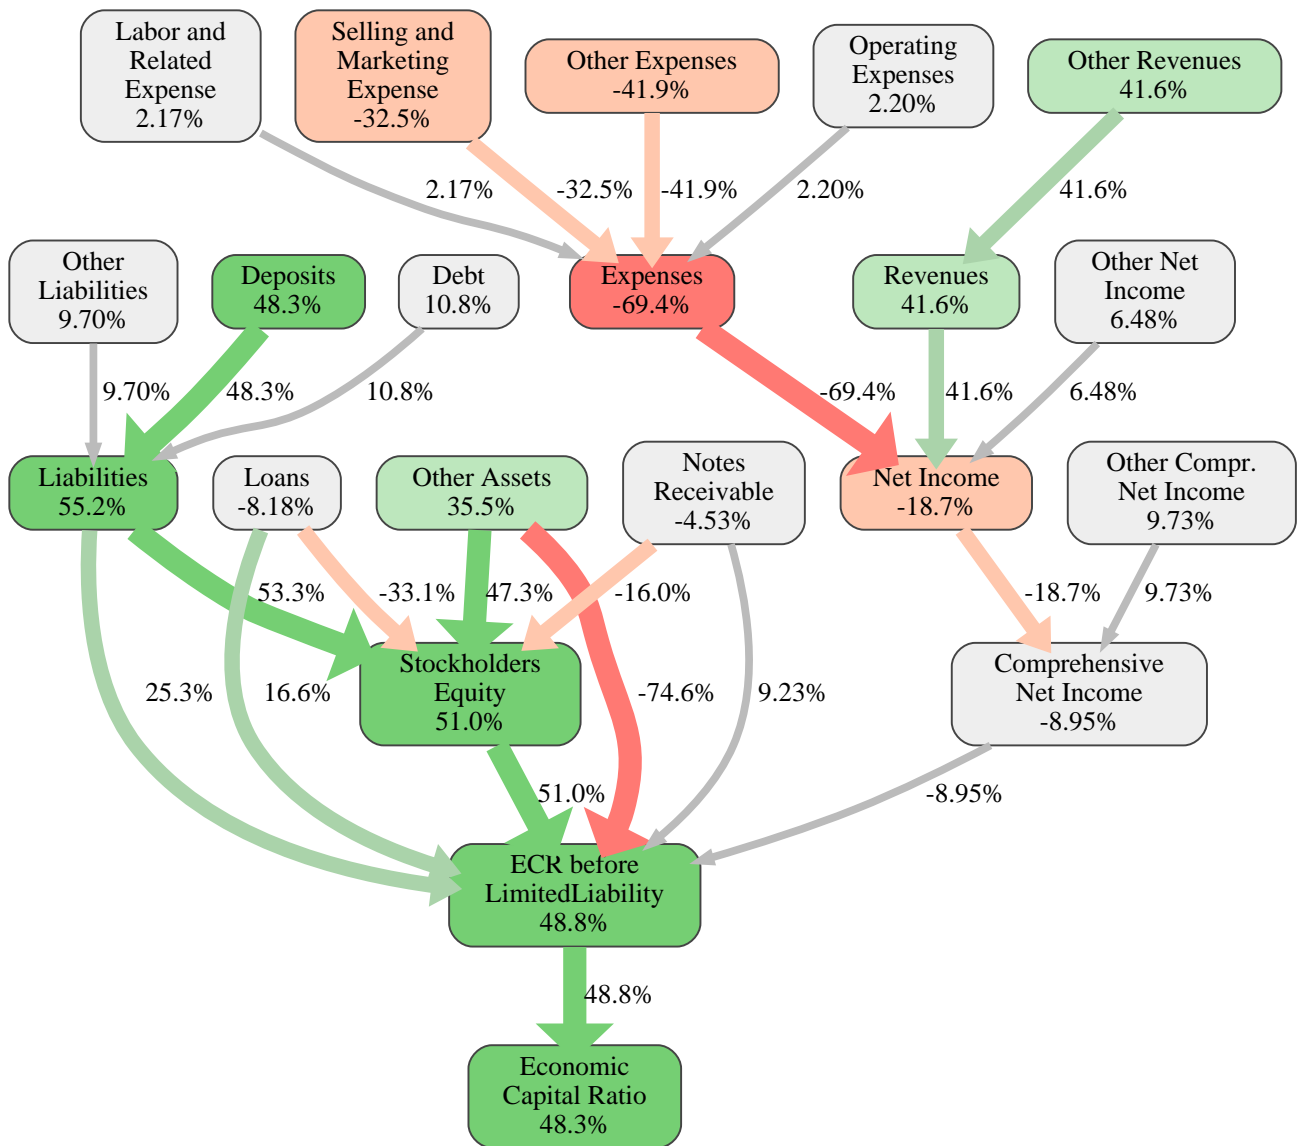 Labor and
Related
Expense
2.17%
Selling and
Marketing
Expense
-32.5%
Other Expenses
-41.9%
Operating
Expenses
2.20%
Other Revenues
41.6%
2.17%
-32.5%
-41.9%
2.20%
41.6%
Other
Liabilities
9.70%
Deposits
48.3%
Debt
10.8%
Expenses
-69.4%
Revenues
41.6%
Other Net
Income
6.48%
9.70%
48.3%
10.8%
-69.4%
41.6%
6.48%
Liabilities
55.2%
Loans
-8.18%
Other Assets
35.5%
Notes
Receivable
-4.53%
Net Income
-18.7%
Other Compr.
Net Income
9.73%
53.3%
-33.1%
47.3%
-16.0%
-18.7%
9.73%
Stockholders
Equity
51.0%
Comprehensive
Net Income
-8.95%
25.3%
16.6%
-74.6%
9.23%
51.0%
-8.95%
ECR before
LimitedLiability
48.8%
48.8%
Economic
Capital Ratio
48.3%